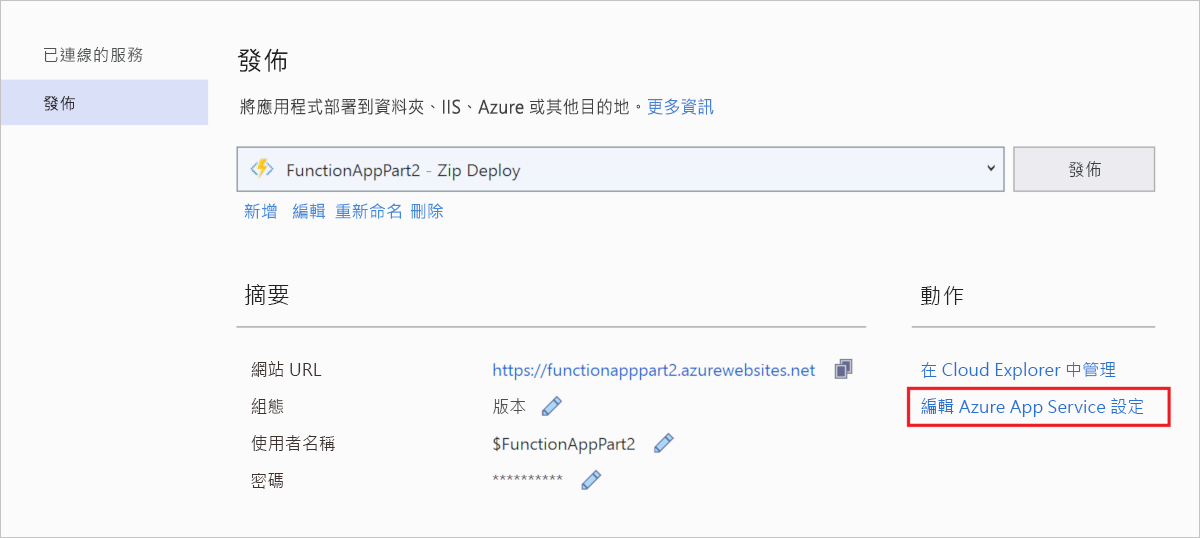 已連線的服務
發佈
發佈
將應用程式部署到資料夾、IIS、Azure 或其他目的地。更多資訊
FunctionAppPart2 - Zip Deploy
發佈
新增 編輯 重新命名 刪除
摘要
動作
網站 URL https://functionapppart2.azurewebsites.net
在 Cloud Explorer 中管理
組態 版本
編輯 Azure App Service 設定
使用者名稱 $FunctionAppPart2
密碼 **********